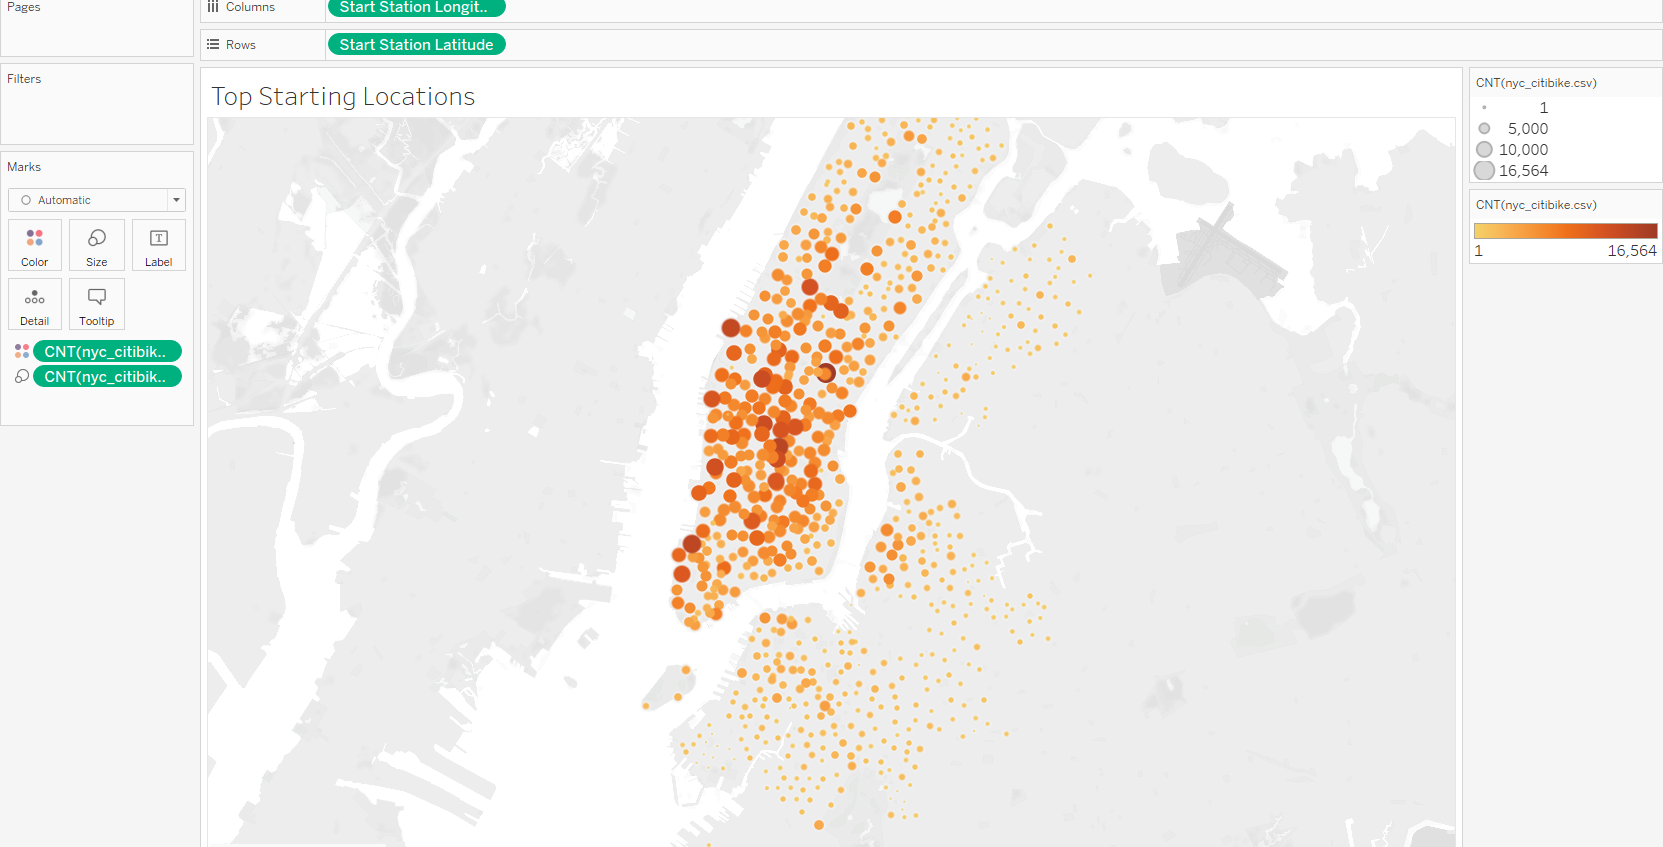 Pages
Columns
Start Station Longit..
Rows
Start Station Latitude
Filters
Marks
Automatic
Color
Size
Label
Detail
Tooltip
CNT(nyc_citibik..
CNT(nyc_citibik..
Top Starting Locations
CNT(nyc_citibike.csv)
1
5,000
10,000
16,564
CNT(nyc_citibike.csv)
1 16,564